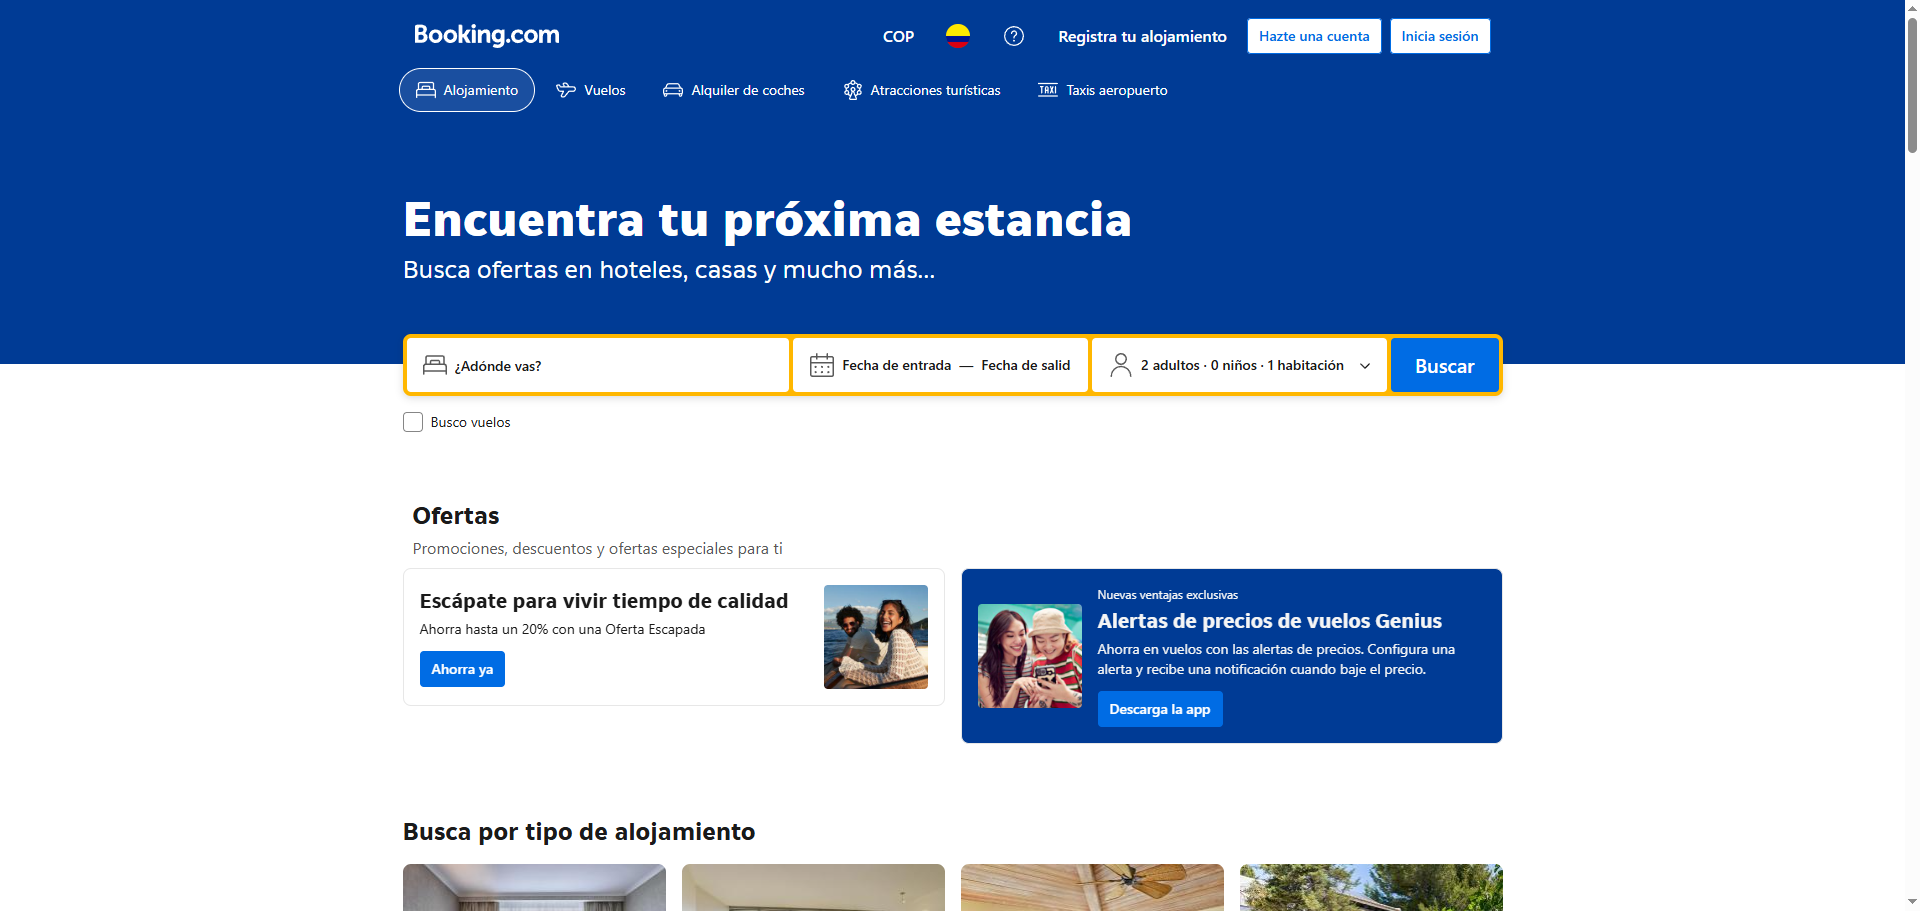 Booking.com
COP
Registra tu alojamiento
Hazte una cuenta
Inicia sesión
Alojamiento
Vuelos
Alquiler de coches
Atracciones turísticas
TAXI
Taxis aeropuerto
Encuentra tu próxima estancia
Busca ofertas en hoteles, casas y mucho más...
¿Adónde vas?
Fecha de entrada — Fecha de salid
2 adultos · 0 niños · 1 habitación
Buscar
Busco vuelos
Ofertas
Promociones, descuentos y ofertas especiales para ti
Escápate para vivir tiempo de calidad
Ahorra hasta un 20% con una Oferta Escapada
Ahorra ya
Nuevas ventajas exclusivas
Alertas de precios de vuelos Genius
Ahorra en vuelos con las alertas de precios. Configura una
alerta y recibe una notificación cuando baje el precio.
Descarga la app
Busca por tipo de alojamiento